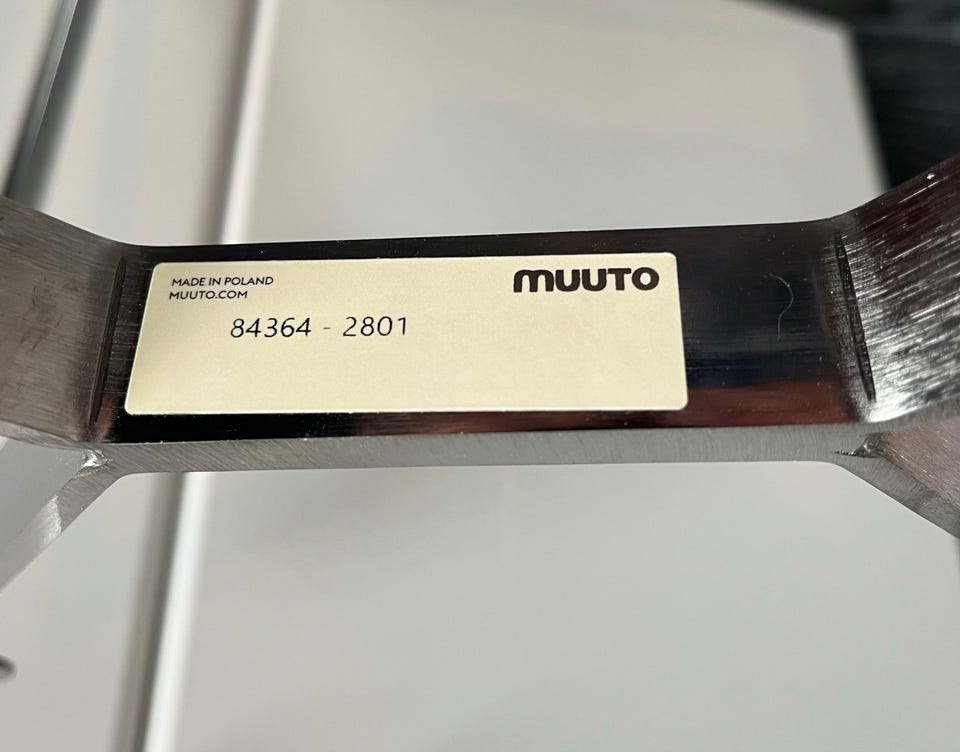 MADE IN POLAND
MUUTO.COM
muuto
84364 - 2801